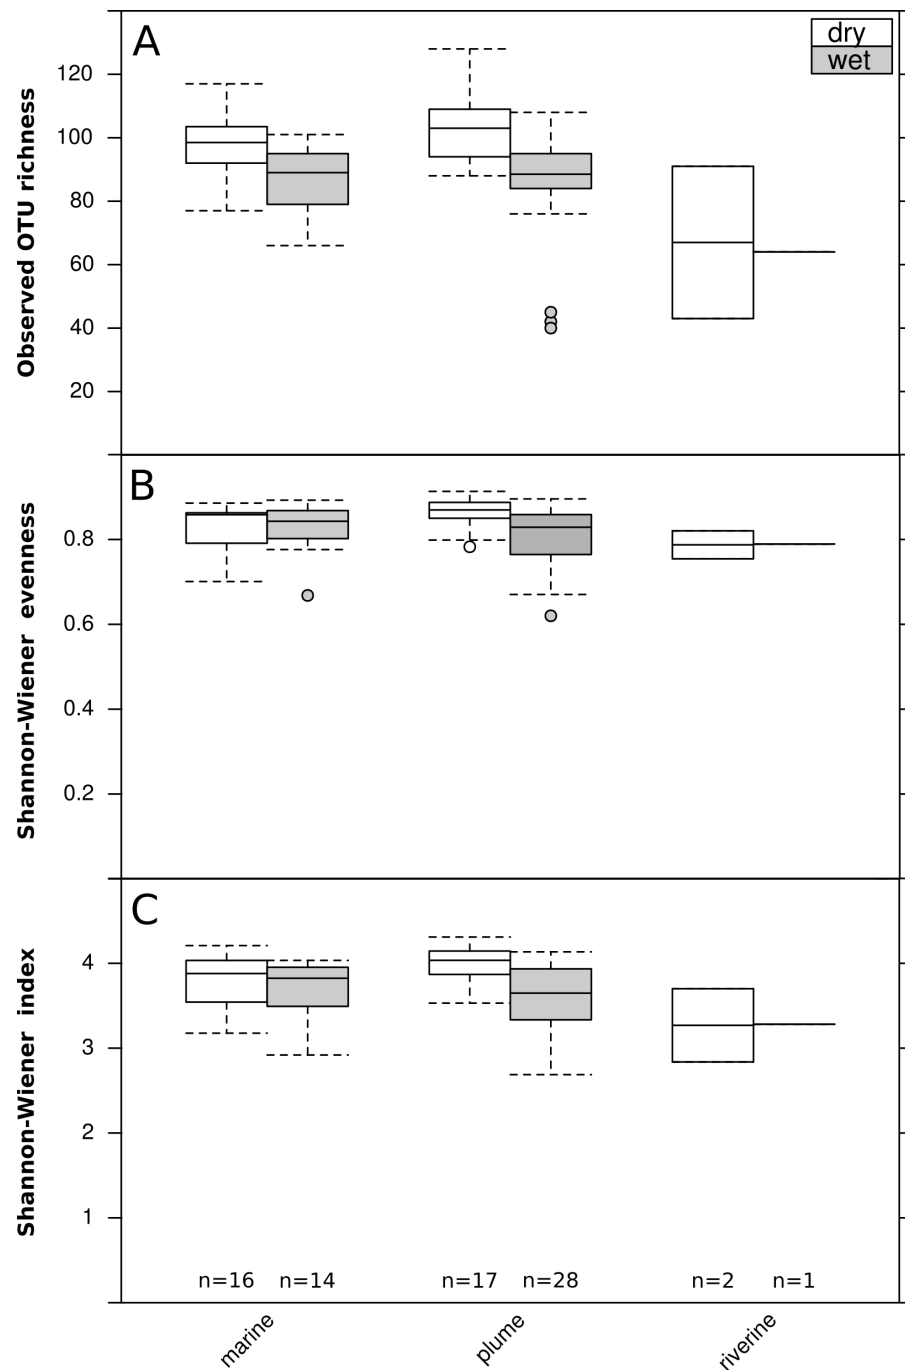 A
dry
wet
Observed OTU richness
120
100
80
60
40
20
B
Shannon-Wiener evenness
0.8
0.6
0.4
0.2
C
Shannon-Wiener index
4
3
2
1
n=16 n=14 n=17 n=28 n=2 n=1
marine plume riverine